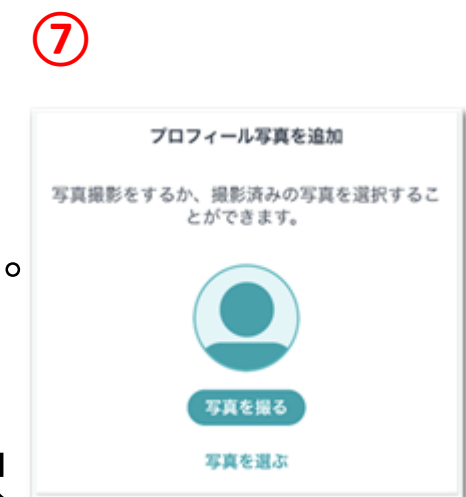 ⑦
プロフィール写真を追加
写真撮影をするか、撮影済みの写真を選択するこ
とができます。
。
写真を撮る
写真を選ぶ